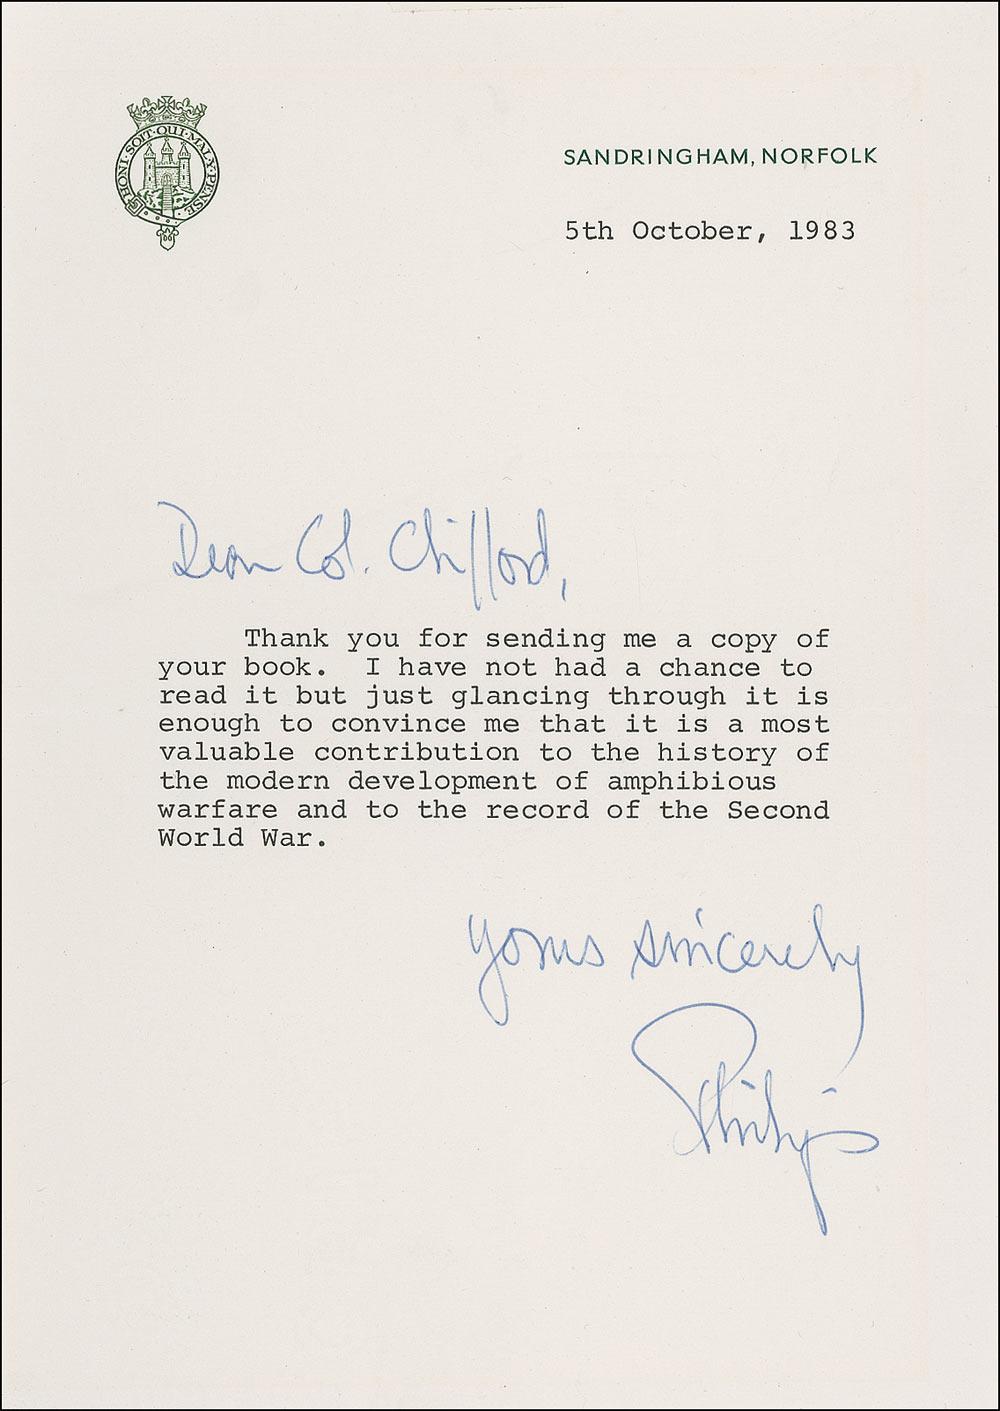 HONI·SOIT·QUI·MAL·Y·PENSE
SANDRINGHAM, NORFOLK
5th October, 1983
Dear Col. Clifford,
Thank you for sending me a copy of
your book.  I have not had a chance to
read it but just glancing through it is
enough to convince me that it is a most
valuable contribution to the history of
the modern development of amphibious
warfare and to the record of the Second
World War.
Yours sincerely
Philip